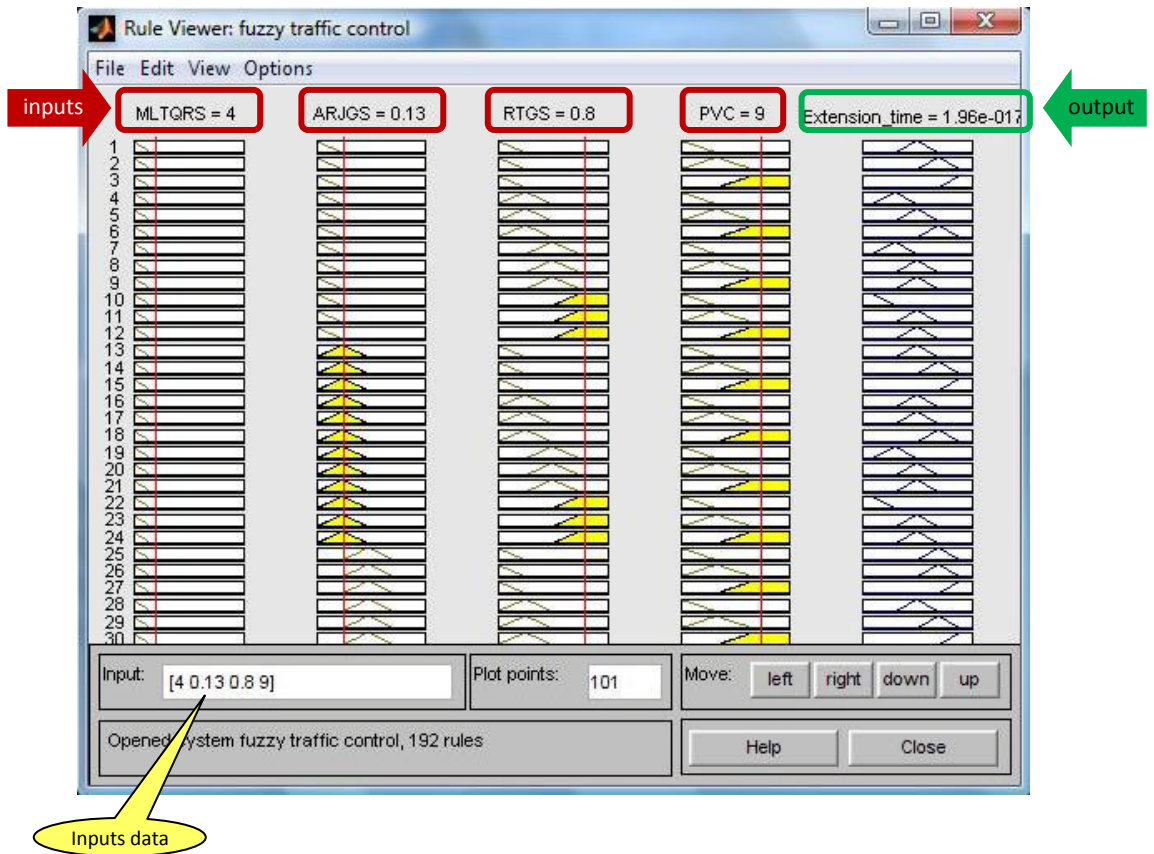 Rule Viewer: fuzzy traffic control
File Edit View Options
inputs
MLTQRS = 4
ARJGS = 0.13
RTGS = 0.8
PVC = 9
Extension_time = 1.96e-017
output
1
2
3
4
5
6
7
8
9
10
11
12
13
14
15
16
17
18
19
20
21
22
23
24
25
26
27
28
29
30
Input:
[4 0.13 0.8 9]
Plot points:
101
Move:
left
right
down
up
Opened system fuzzy traffic control, 192 rules
Help
Close
Inputs data